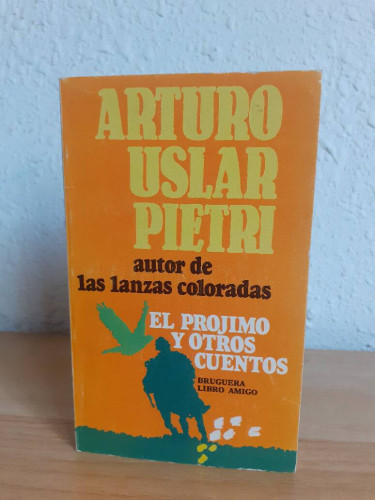 ARTURO
USLAR
PIETRI
autor de
las lanzas coloradas
EL PROJIMO
Y OTROS
CUENTOS
BRUGUERA
LIBRO AMIGO